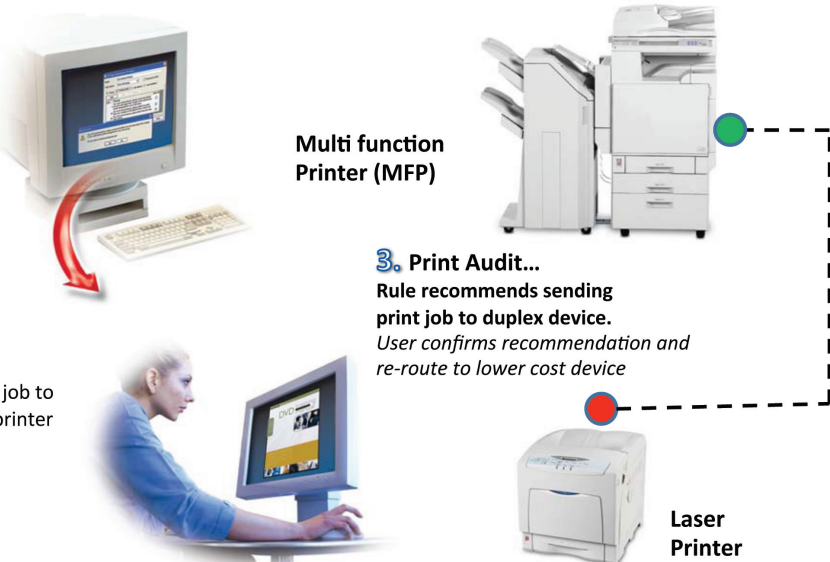 Multi function
Printer (MFP)
3. Print Audit...
Rule recommends sending
print job to duplex device.
User confirms recommendation and
re-route to lower cost device
job to
printer
DVD
Laser
Printer